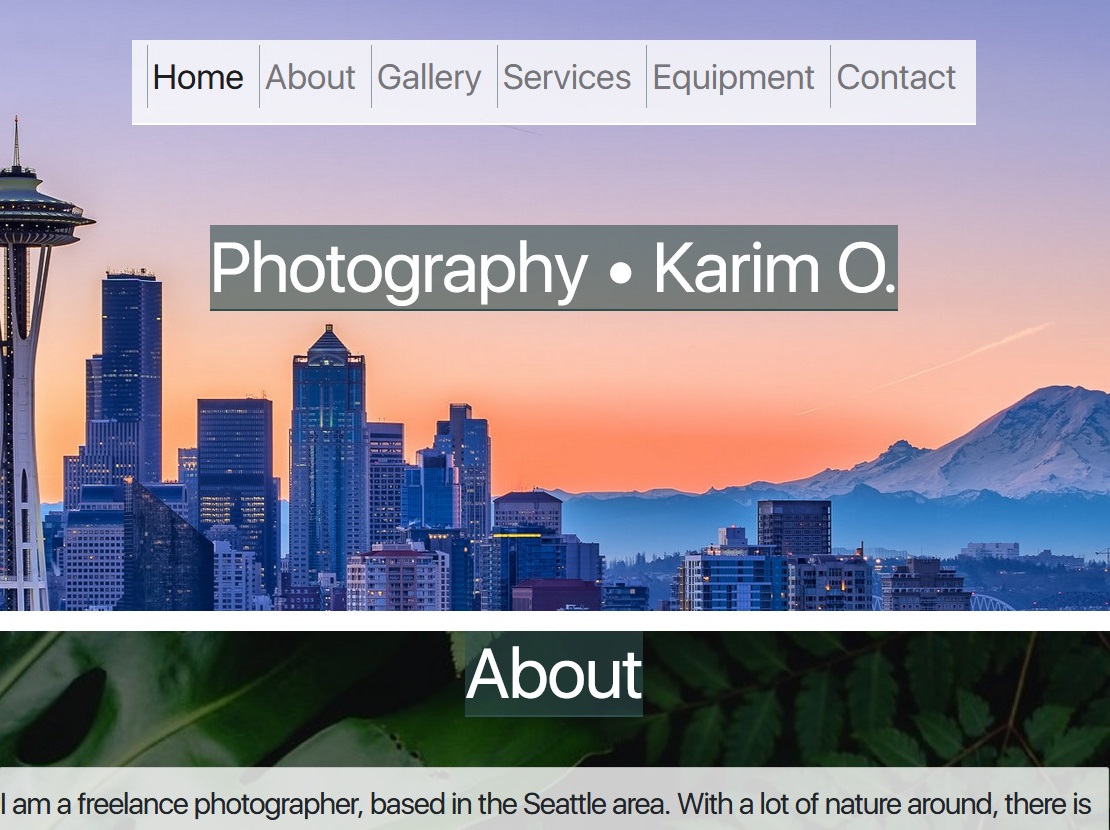 Home About Gallery Services Equipment Contact
Photography • Karim O.
About
I am a freelance photographer, based in the Seattle area. With a lot of nature around, there is